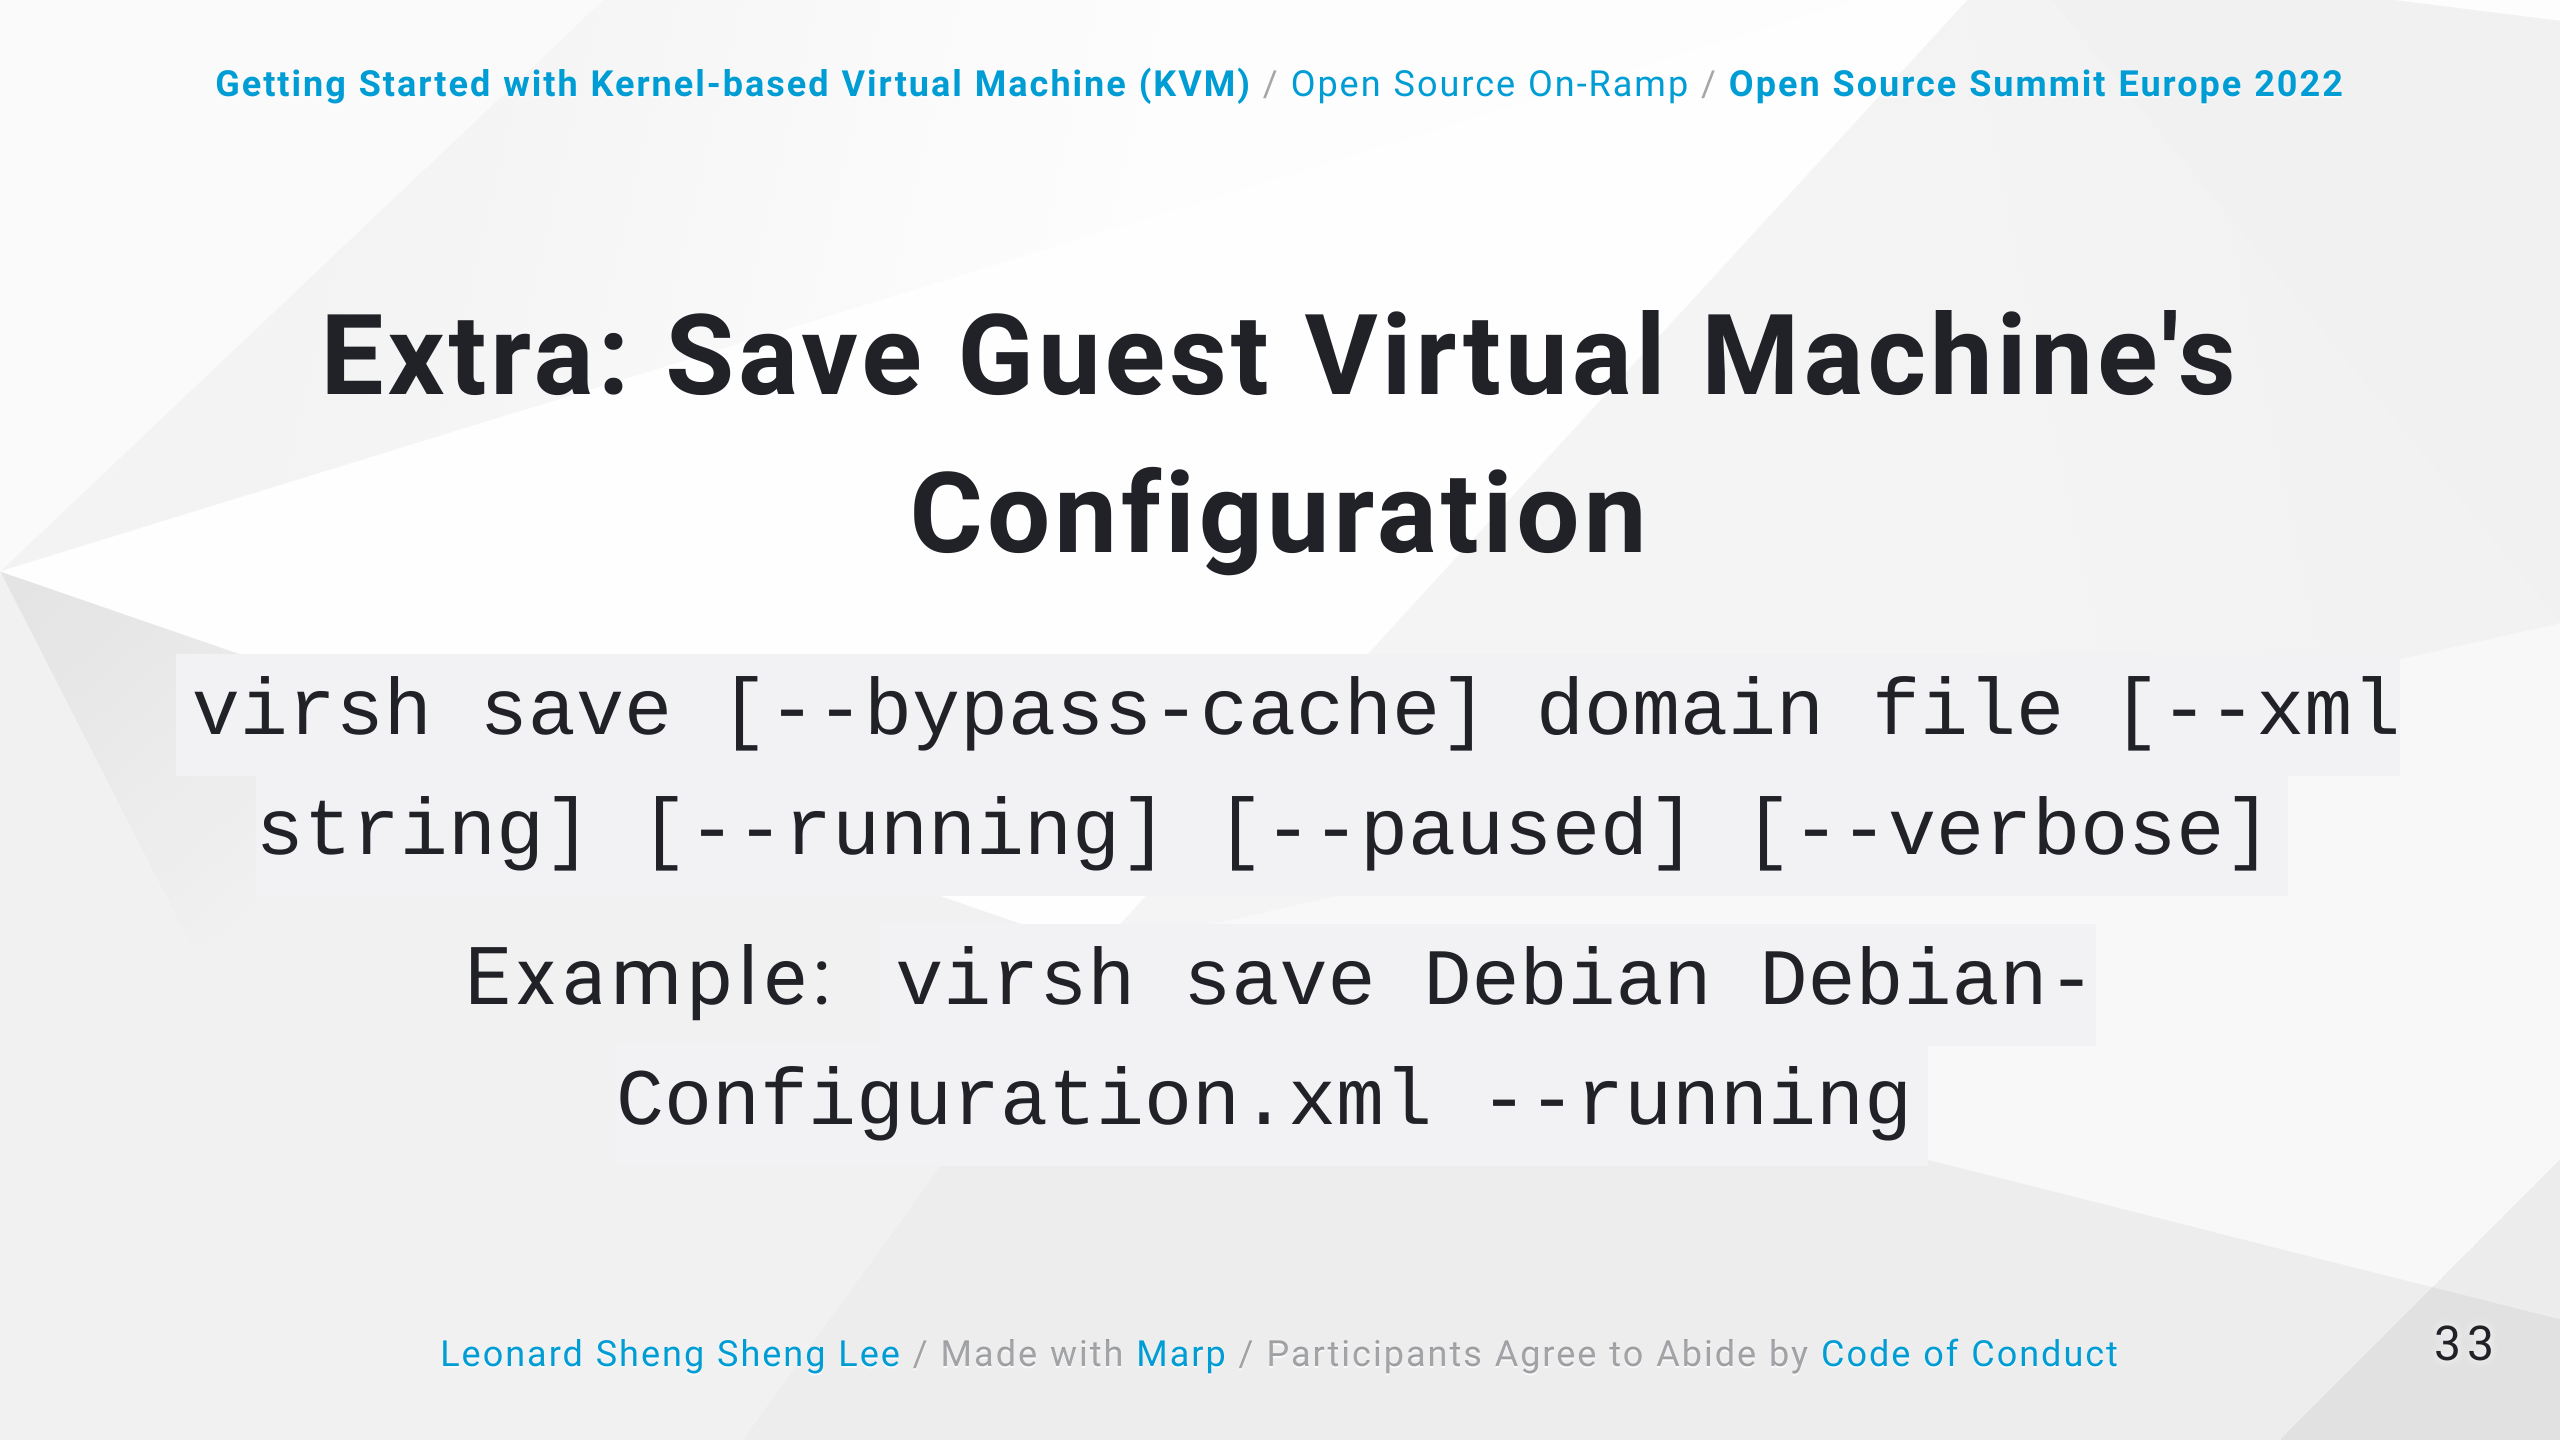 Getting Started with Kernel-based Virtual Machine (KVM) / Open Source On-Ramp / Open Source Summit Europe 2022
Extra: Save Guest Virtual Machine's
Configuration
virsh save [--bypass-cache] domain file [--xml
string] [--running] [--paused] [--verbose]
Example: virsh save Debian Debian-
Configuration.xml --running
Leonard Sheng Sheng Lee / Made with Marp / Participants Agree to Abide by Code of Conduct
33